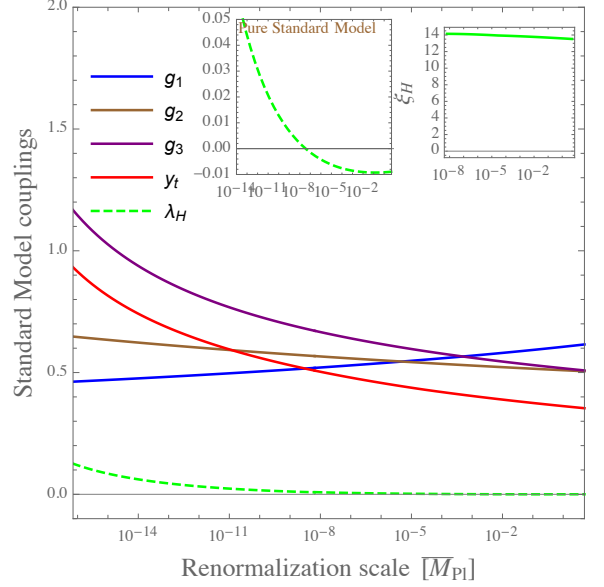 2.0
1.5
1.0
0.5
0.0
Standard Model couplings
g₁
g₂
g₃
yₜ
λ_H
0.05
0.04
0.03
0.02
0.01
0.00
−0.01
Pure Standard Model
10⁻¹⁴ 10⁻¹¹ 10⁻⁸ 10⁻⁵ 10⁻²
ξ_H
14
12
10
8
6
4
2
0
10⁻⁸ 10⁻⁵ 10⁻²
10⁻¹⁴ 10⁻¹¹ 10⁻⁸ 10⁻⁵ 10⁻²
Renormalization scale [M̅_Pl]